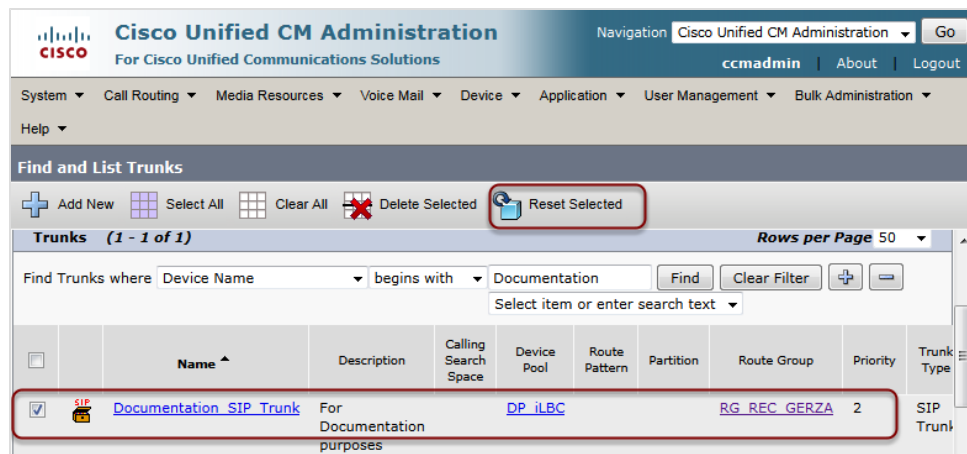 CISCO
Cisco Unified CM Administration
For Cisco Unified Communications Solutions
Navigation Cisco Unified CM Administration Go
ccmadmin | About | Logout
System Call Routing Media Resources Voice Mail Device Application User Management Bulk Administration
Help
Find and List Trunks
Add New Select All Clear All Delete Selected Reset Selected
Trunks (1 - 1 of 1) Rows per Page 50
Find Trunks where Device Name begins with Documentation Find Clear Filter
Select item or enter search text
Name Description Calling Search Space Device Pool Route Pattern Partition Route Group Priority Trunk Type
SIP Documentation_SIP_Trunk For Documentation purposes DP_iLBC RG_REC_GERZA 2 SIP Trunk